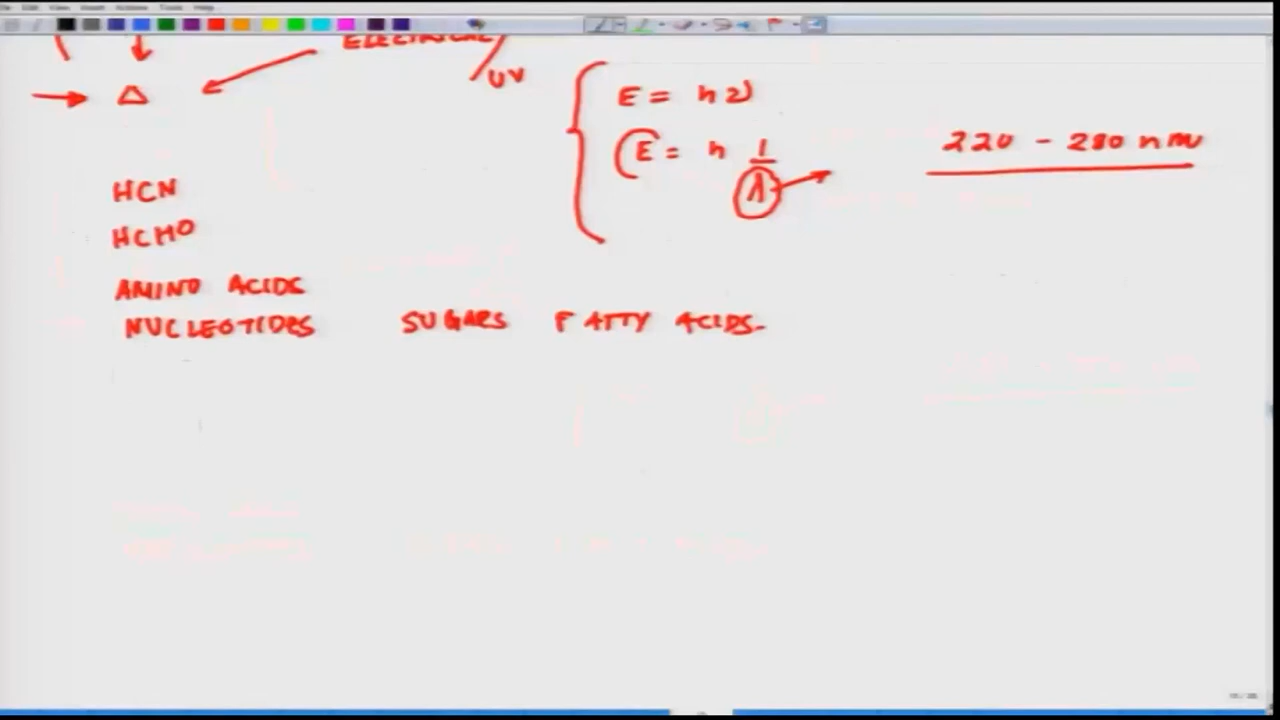 ELECTRICAL/
UV
Δ
E = hν
(E = h 1/λ
220 - 280 nm
HCN
HCHO
AMINO ACIDS
NUCLEOTIDES SUGARS FATTY ACIDS.